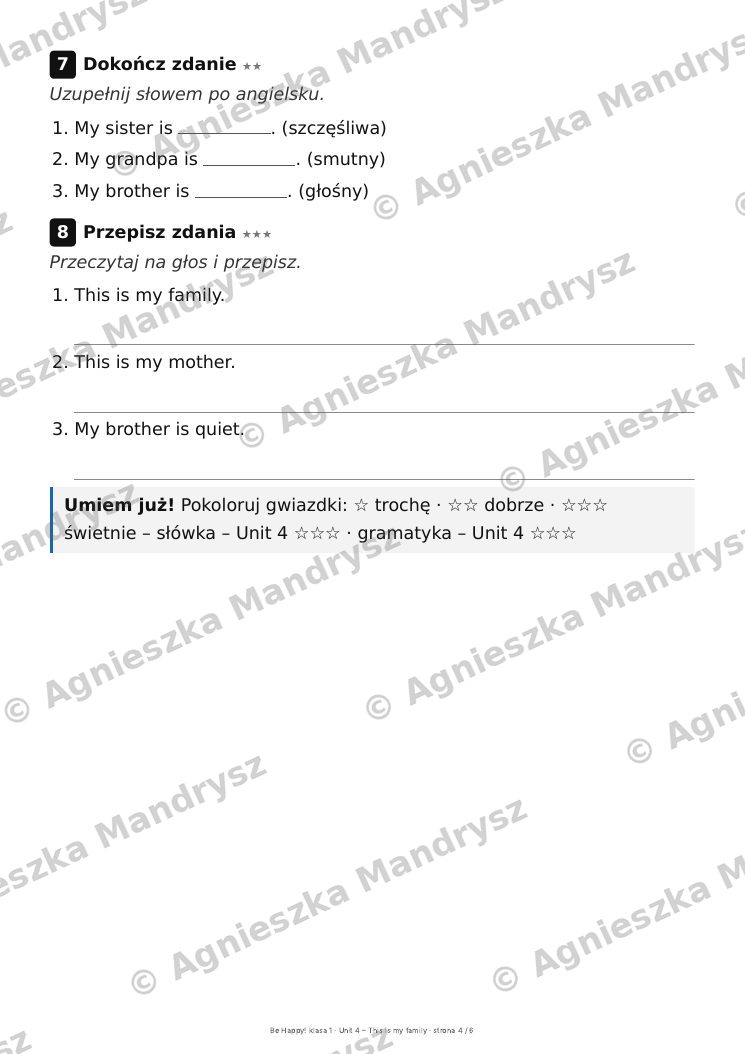 7 Dokończ zdanie ★★
Uzupełnij słowem po angielsku.
1. My sister is ___________. (szczęśliwa)
2. My grandpa is ___________. (smutny)
3. My brother is ___________. (głośny)
8 Przepisz zdania ★★★
Przeczytaj na głos i przepisz.
1. This is my family.
2. This is my mother.
3. My brother is quiet.
Umiem już! Pokoloruj gwiazdki: ☆ trochę · ☆☆ dobrze · ☆☆☆
świetnie – słówka – Unit 4 ☆☆☆ · gramatyka – Unit 4 ☆☆☆
© Agnieszka Mandrysz
Be Happy! klasa 1 · Unit 4 – This is my family · strona 4 / 6